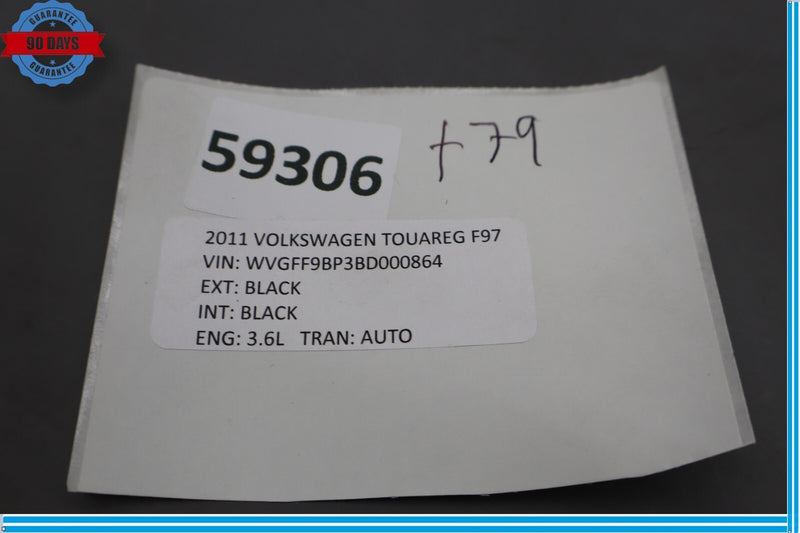 GUARANTEE
90 DAYS
GUARANTEE
59306
f79
2011 VOLKSWAGEN TOUAREG F97
VIN: WVGFF9BP3BD000864
EXT: BLACK
INT: BLACK
ENG: 3.6L TRAN: AUTO